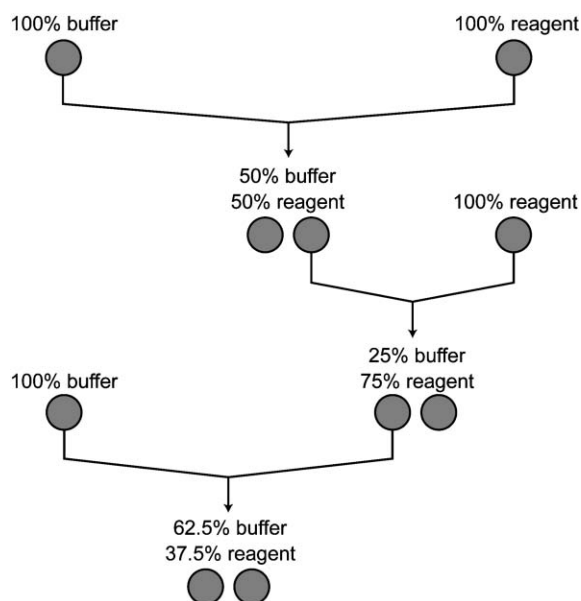 100% buffer
100% reagent
50% buffer
50% reagent
100% reagent
25% buffer
75% reagent
100% buffer
62.5% buffer
37.5% reagent